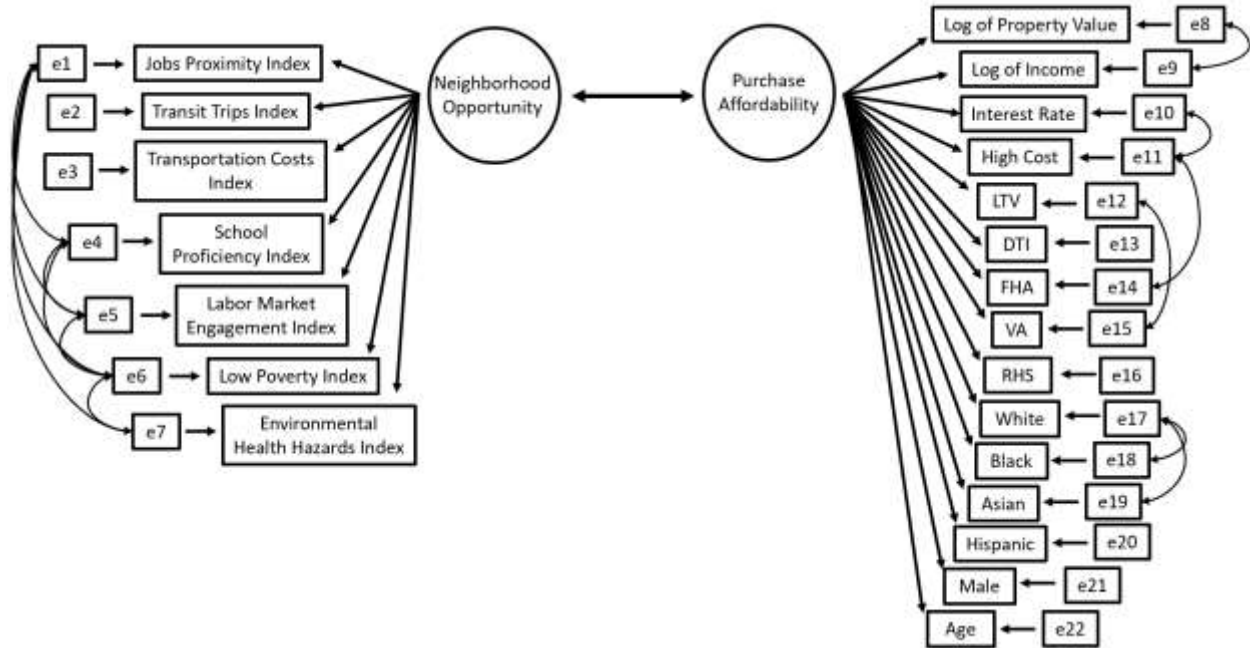 e1
Jobs Proximity Index
e2
Transit Trips Index
e3
Transportation Costs
Index
e4
School
Proficiency Index
e5
Labor Market
Engagement Index
e6
Low Poverty Index
e7
Environmental
Health Hazards Index
Neighborhood
Opportunity
Purchase
Affordability
Log of Property Value
e8
Log of Income
e9
Interest Rate
e10
High Cost
e11
LTV
e12
DTI
e13
FHA
e14
VA
e15
RHS
e16
White
e17
Black
e18
Asian
e19
Hispanic
e20
Male
e21
Age
e22